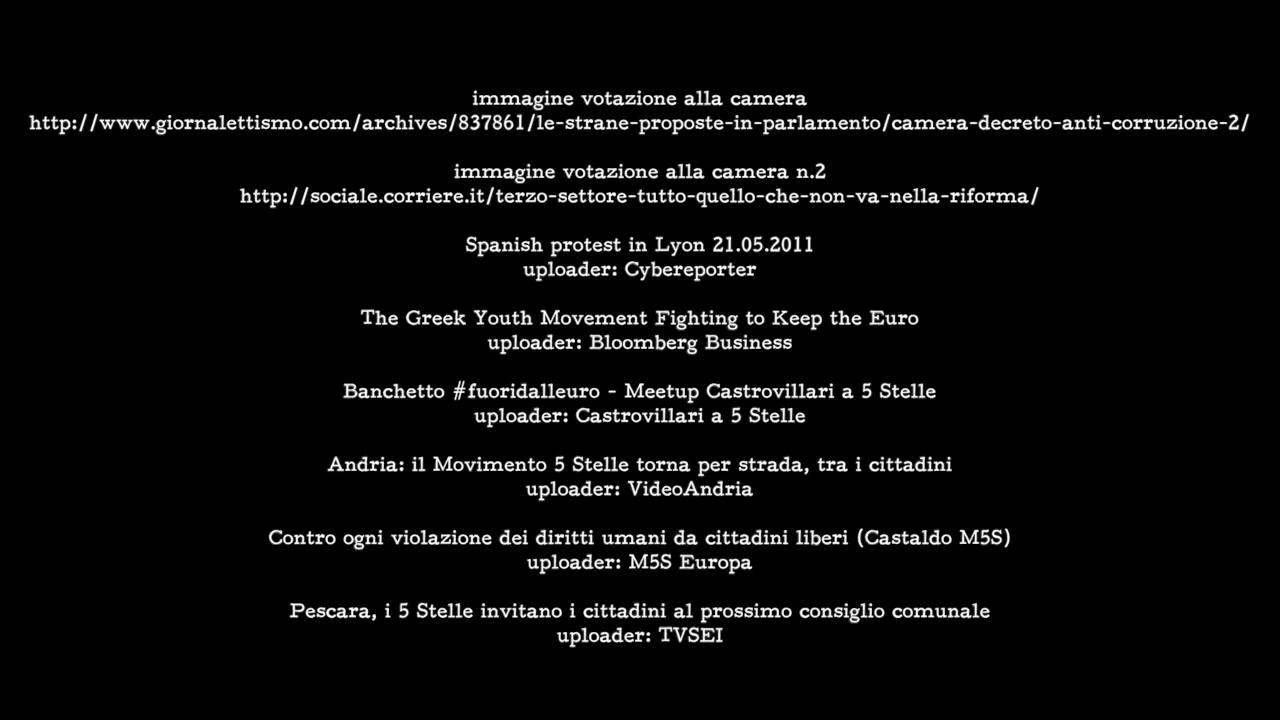 immagine votazione alla camera
http://www.giornalettismo.com/archives/837861/le-strane-proposte-in-parlamento/camera-decreto-anti-corruzione-2/
immagine votazione alla camera n.2
http://sociale.corriere.it/terzo-settore-tutto-quello-che-non-va-nella-riforma/
Spanish protest in Lyon 21.05.2011
uploader: Cybereporter
The Greek Youth Movement Fighting to Keep the Euro
uploader: Bloomberg Business
Banchetto #fuoridalleuro - Meetup Castrovillari a 5 Stelle
uploader: Castrovillari a 5 Stelle
Andria: il Movimento 5 Stelle torna per strada, tra i cittadini
uploader: VideoAndria
Contro ogni violazione dei diritti umani da cittadini liberi (Castaldo M5S)
uploader: M5S Europa
Pescara, i 5 Stelle invitano i cittadini al prossimo consiglio comunale
uploader: TVSEI